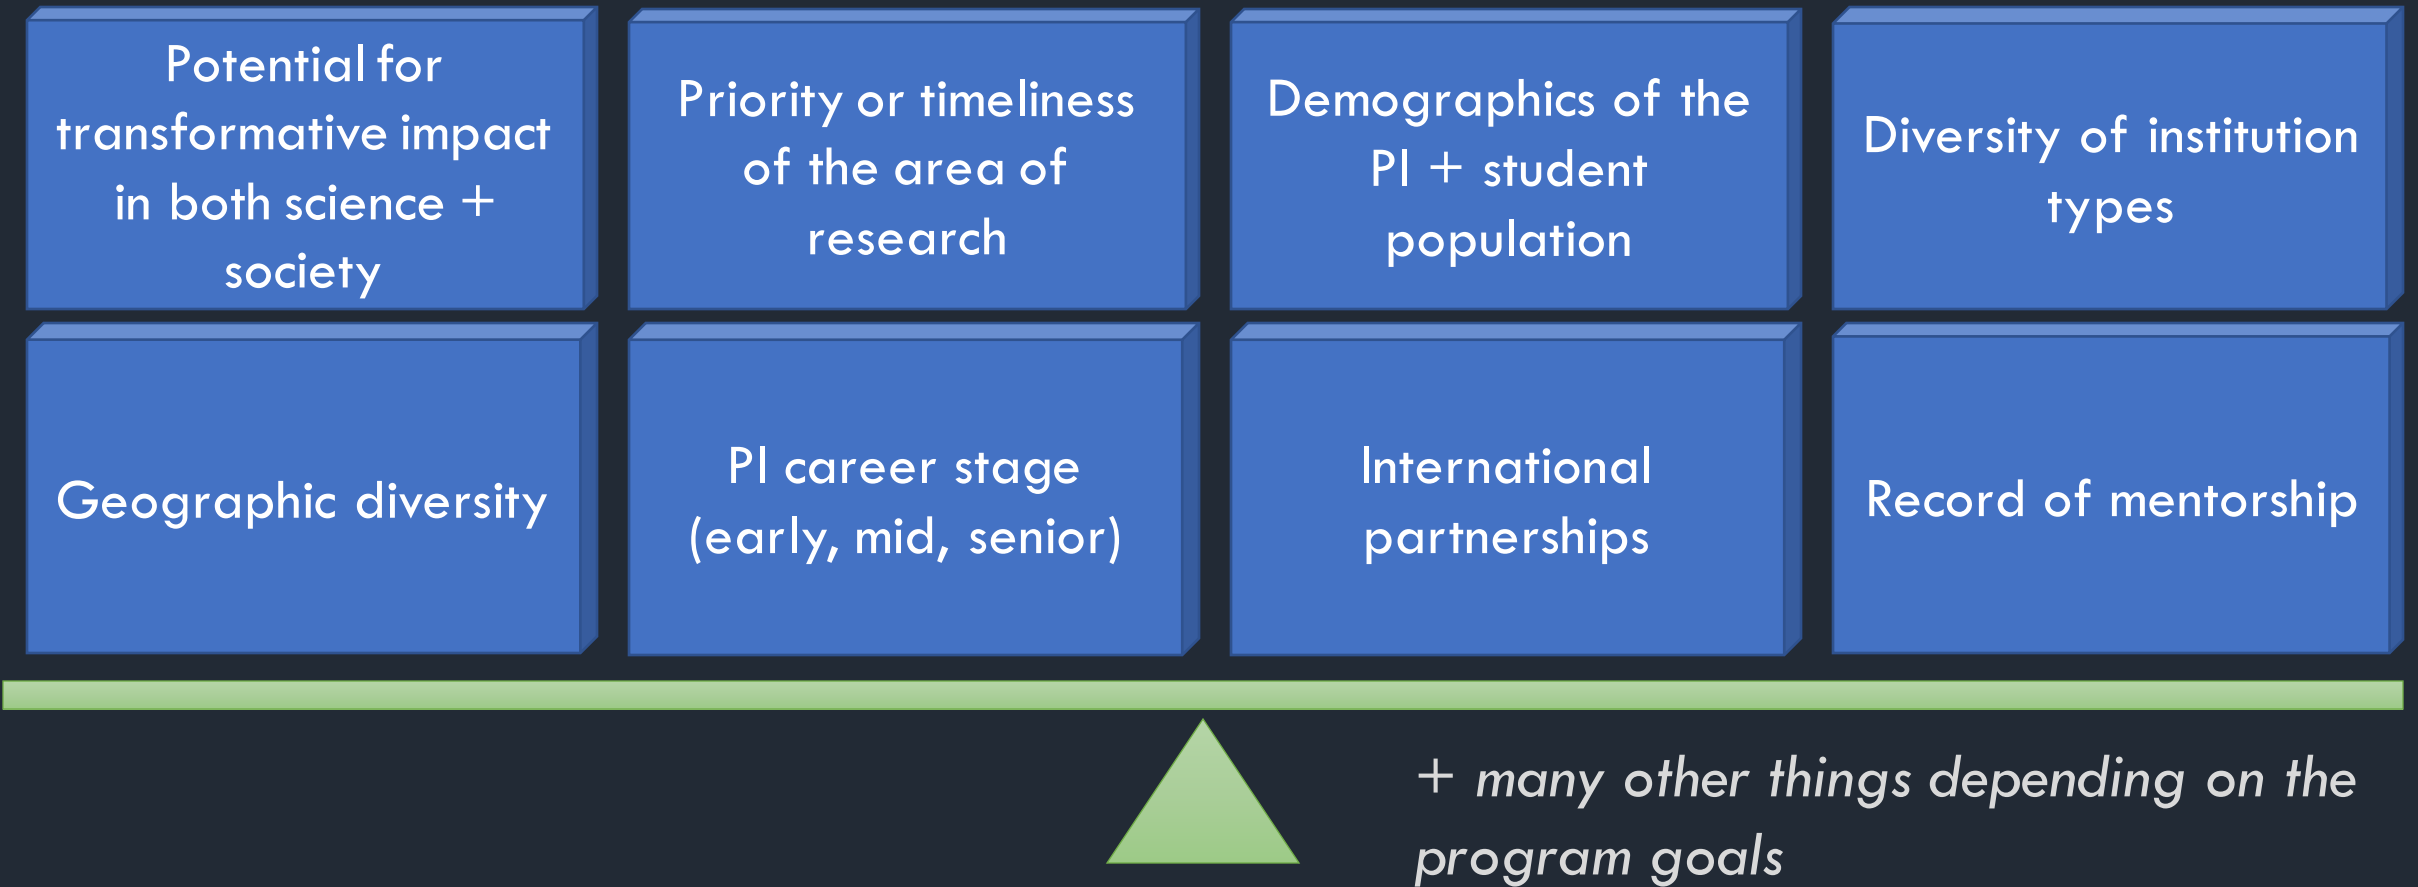 Potential for
transformative impact
in both science +
society
Priority or timeliness
of the area of
research
Demographics of the
PI + student
population
Diversity of institution
types
Geographic diversity
PI career stage
(early, mid, senior)
International
partnerships
Record of mentorship
+ many other things depending on the
program goals